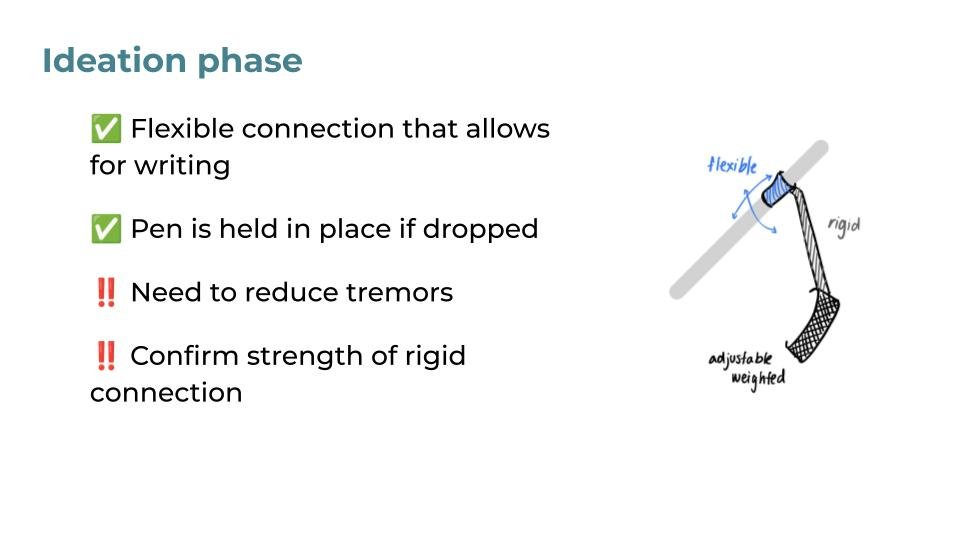 Ideation phase
✅ Flexible connection that allows
for writing
✅ Pen is held in place if dropped
‼️ Need to reduce tremors
‼️ Confirm strength of rigid
connection
flexible
rigid
adjustable
weighted